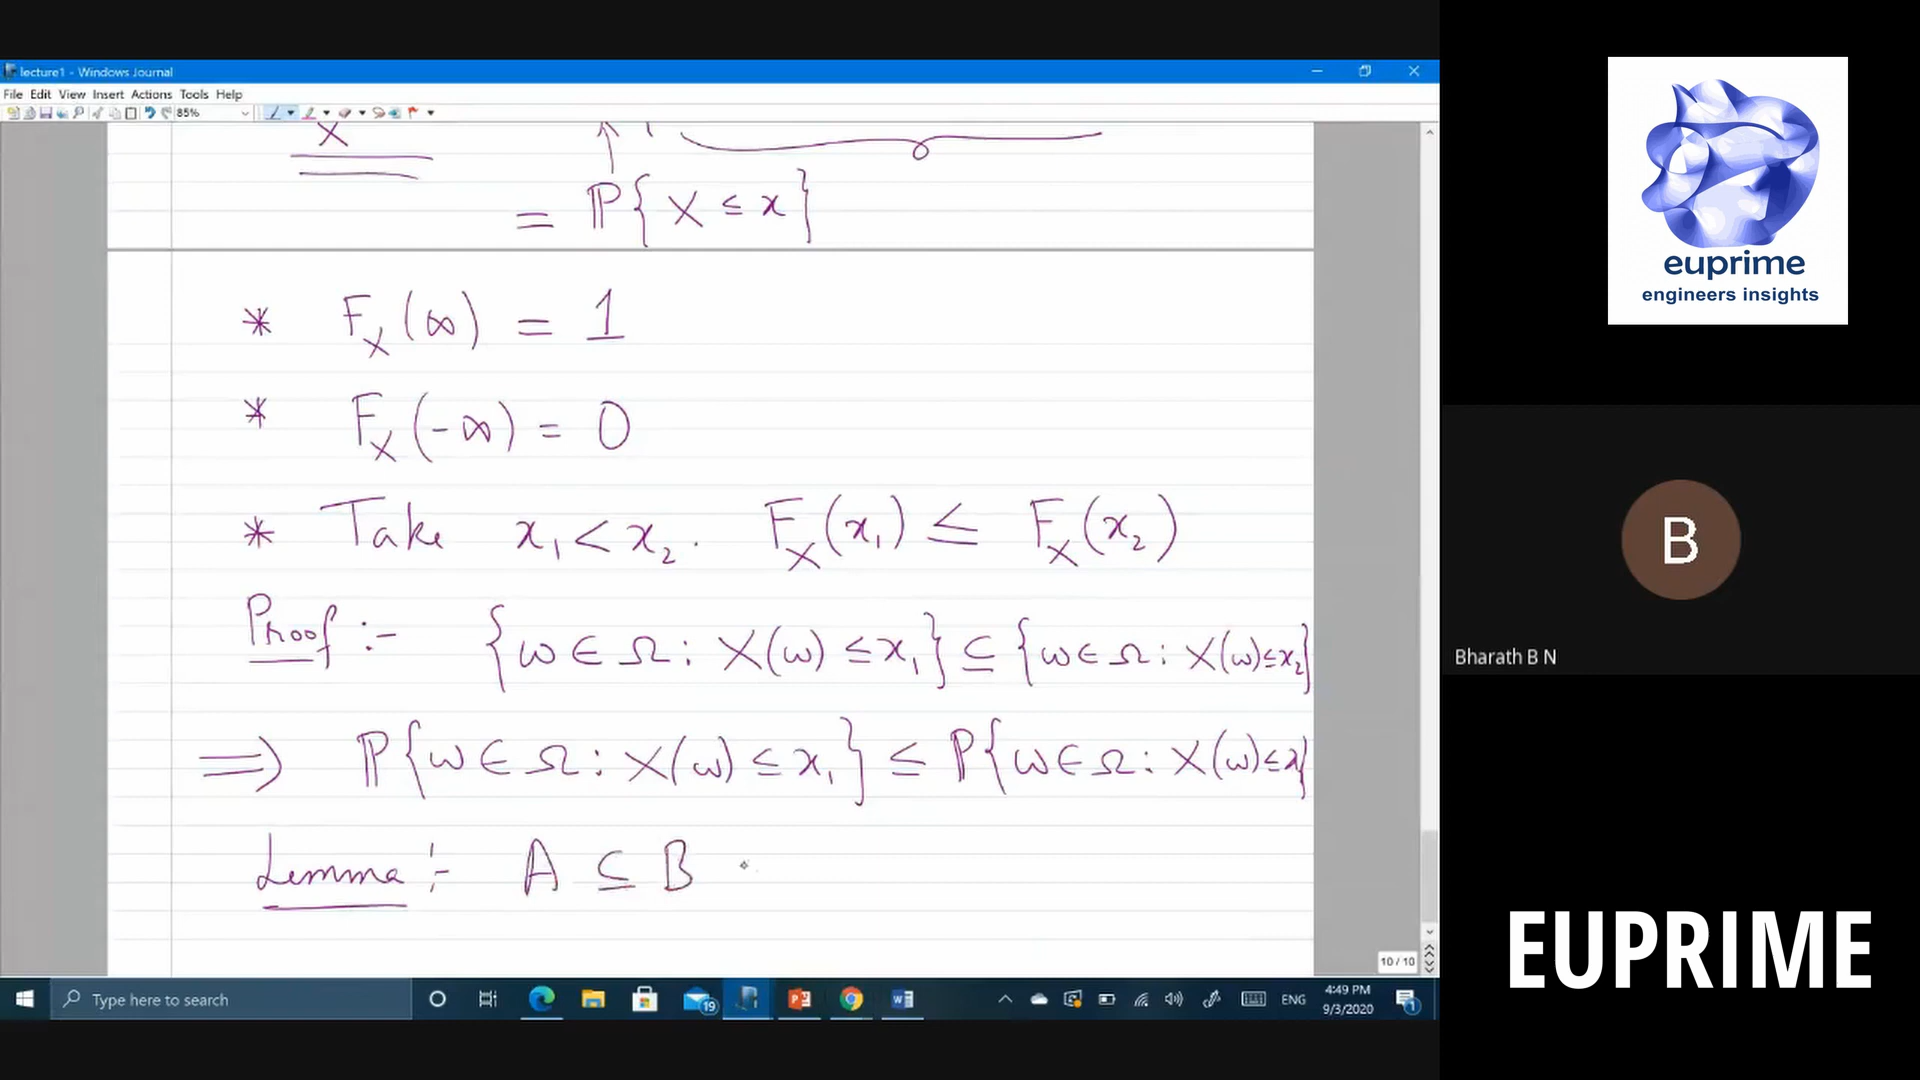 lecture1 - Windows Journal
File Edit View Insert Actions Tools Help
85%
X
= ℙ{ X ≤ x }
* F_X(∞) = 1
* F_X(-∞) = 0
* Take x₁ < x₂. F_X(x₁) ≤ F_X(x₂)
Proof :- {ω ∈ Ω : X(ω) ≤ x₁} ⊆ {ω ∈ Ω : X(ω) ≤ x₂}
⇒ ℙ{ω ∈ Ω : X(ω) ≤ x₁} ≤ ℙ{ω ∈ Ω : X(ω) ≤ x}
Lemma :- A ⊆ B
10 / 10
Type here to search
19
ENG
4:49 PM
9/3/2020
1
euprime
engineers insights
B
Bharath B N
EUPRIME